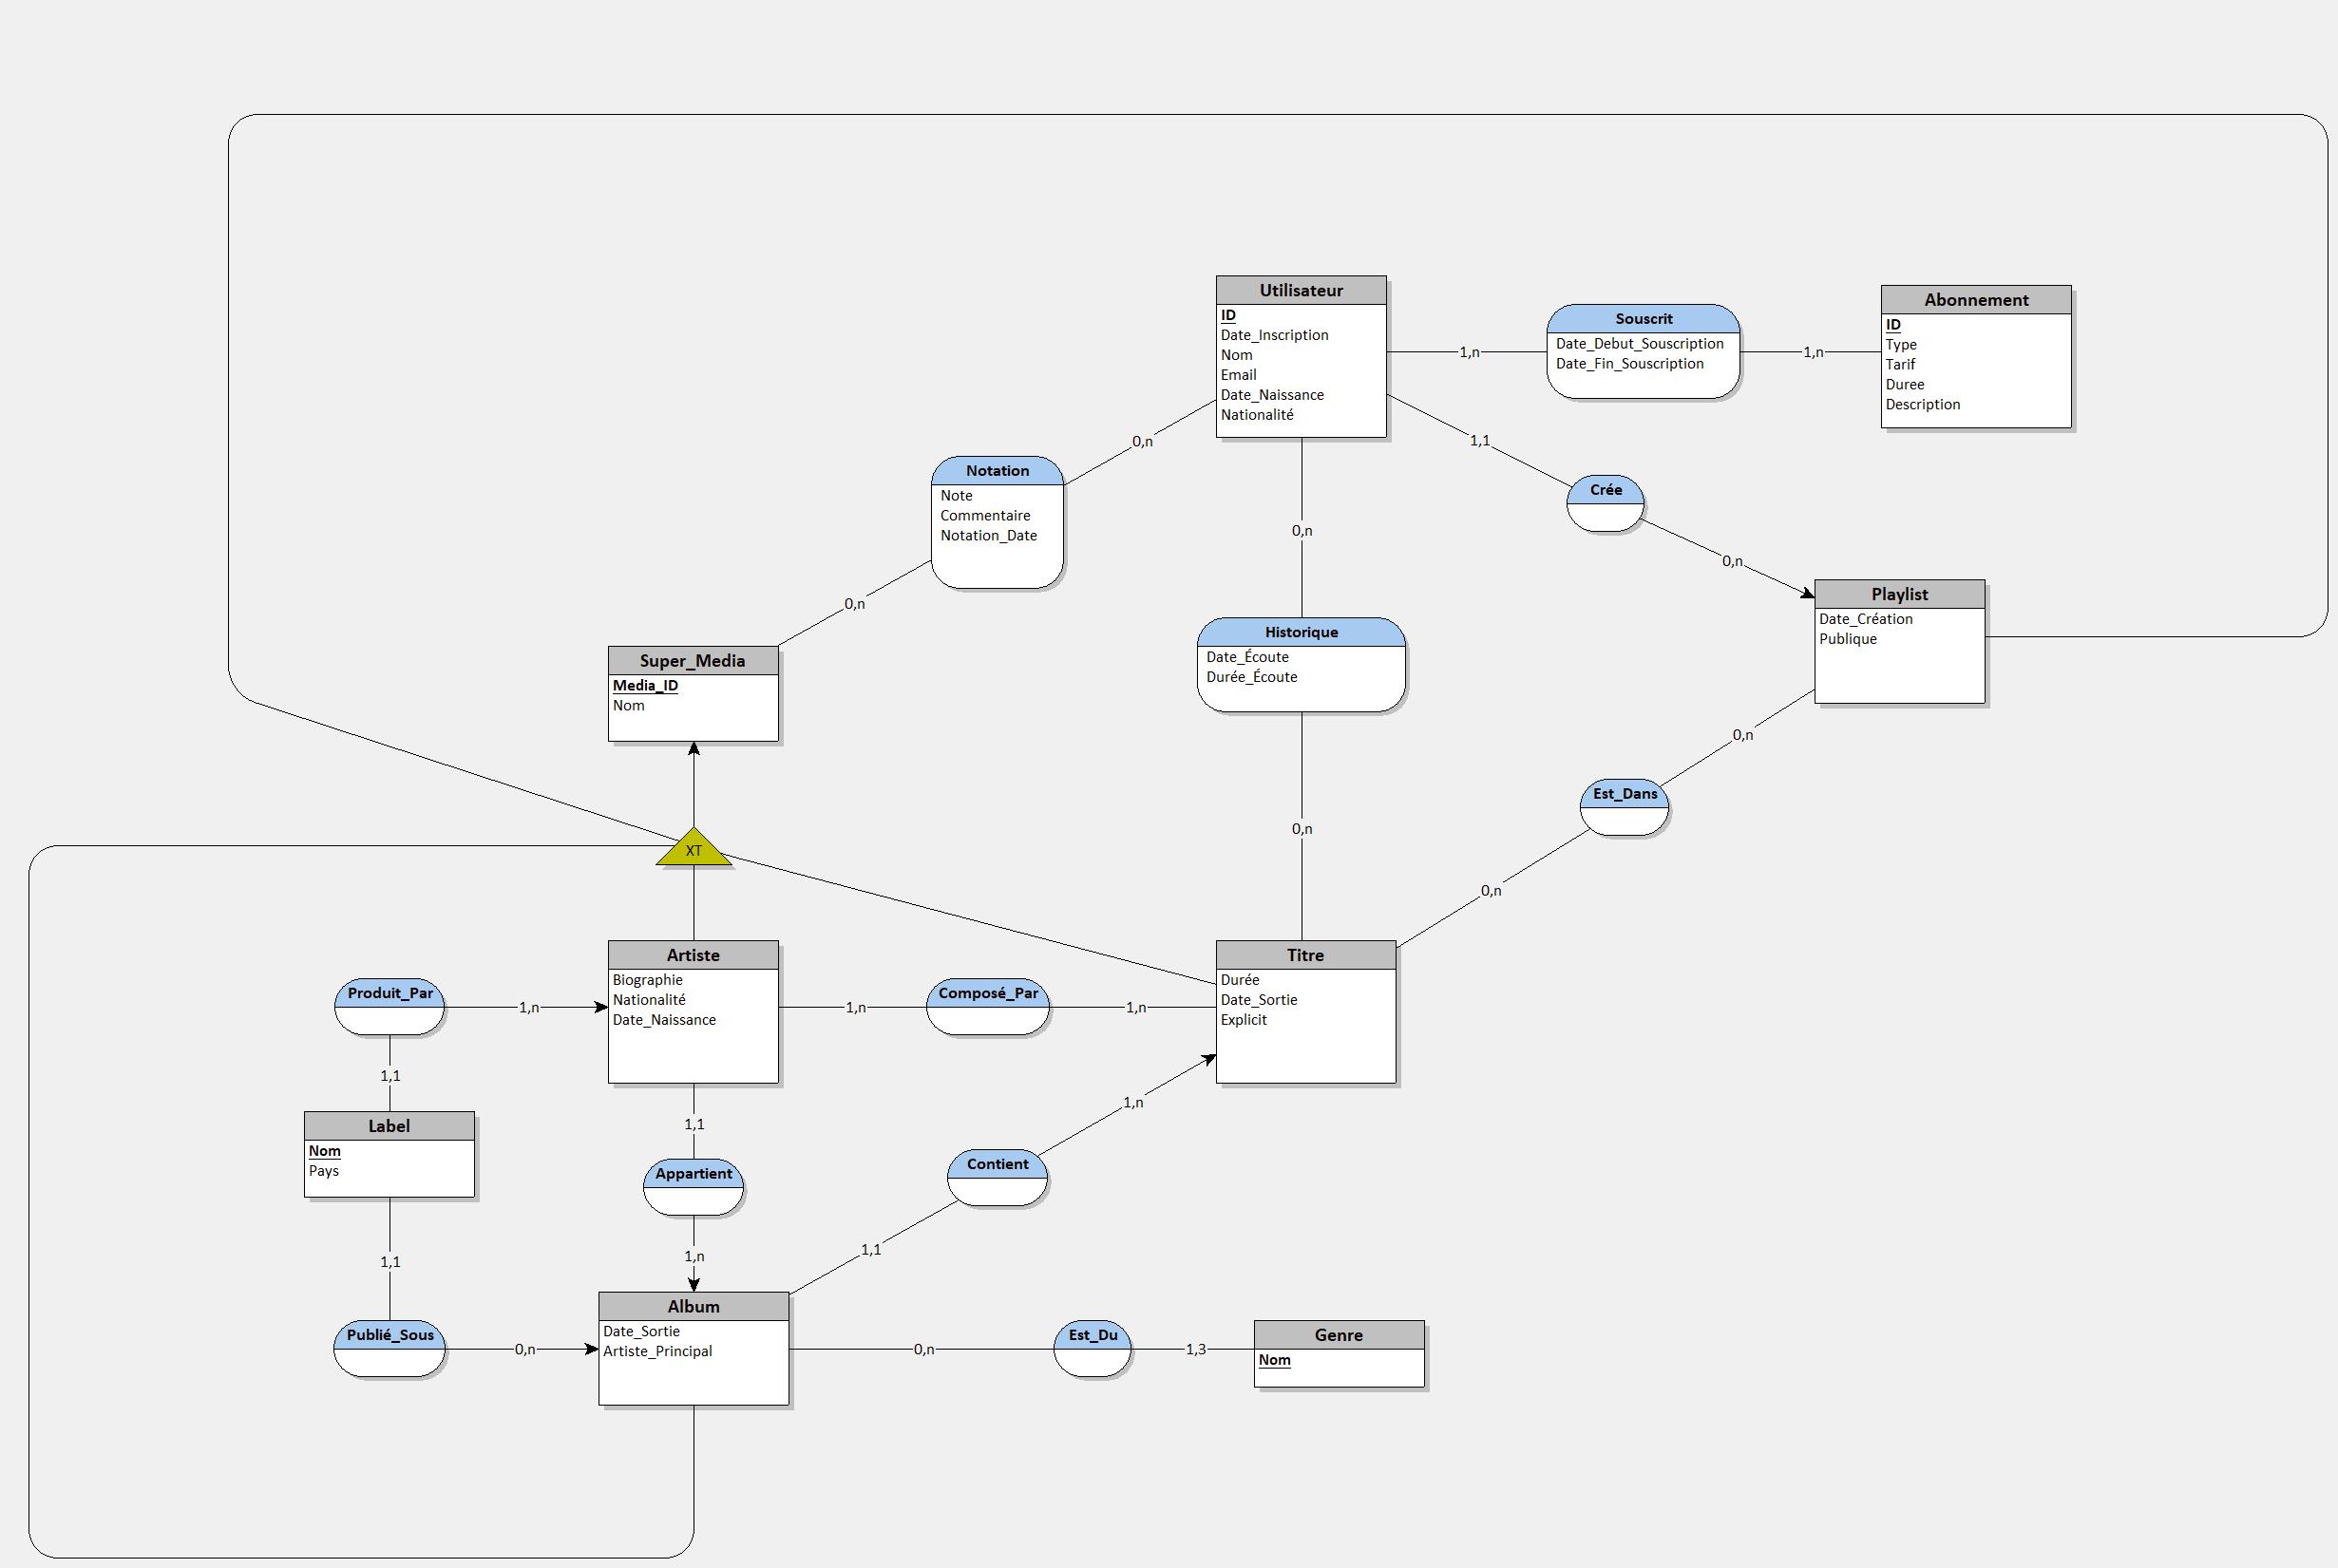 Utilisateur
ID
Date_Inscription
Nom
Email
Date_Naissance
Nationalité
1,n
Souscrit
Date_Debut_Souscription
Date_Fin_Souscription
1,n
Abonnement
ID
Type
Tarif
Duree
Description
0,n
1,1
Notation
Note
Commentaire
Notation_Date
Crée
0,n
0,n
0,n
Playlist
Date_Création
Publique
Historique
Date_Écoute
Durée_Écoute
Super_Media
Media_ID
Nom
0,n
Est_Dans
0,n
XT
0,n
Artiste
Biographie
Nationalité
Date_Naissance
Titre
Durée
Date_Sortie
Explicit
Produit_Par
1,n
1,n
Composé_Par
1,n
1,1
1,n
Label
Nom
Pays
1,1
Appartient
Contient
1,1
1,n
1,1
Album
Date_Sortie
Artiste_Principal
Publié_Sous
0,n
0,n
Est_Du
1,3
Genre
Nom